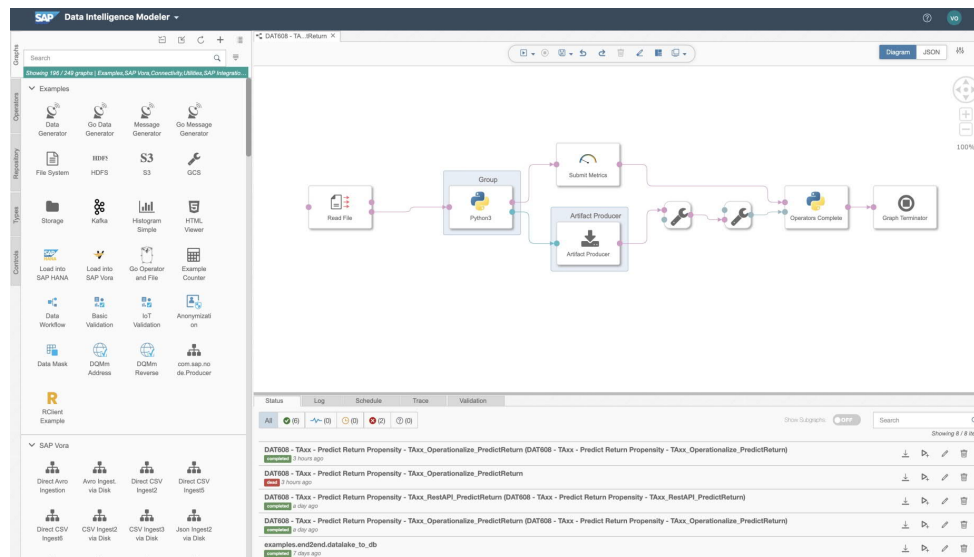 SAP Data Intelligence Modeler
VO
Graphs
Operators
Repository
Types
Controls
Search
Showing 196 / 249 graphs | Examples,SAP Vora,Connectivity,Utilities,SAP Integratio...
Examples
Data Generator
Go Data Generator
Message Generator
Go Message Generator
File System
HDFS
HDFS
S3
S3
GCS
Storage
Kafka
Histogram Simple
HTML Viewer
SAP
Load into SAP HANA
Load into SAP Vora
Go Operator and File
Example Counter
Data Workflow
Basic Validation
IoT Validation
Anonymizati on
Data Mask
DQMm Address
DQMm Reverse
com.sap.no de.Producer
R
RClient Example
SAP Vora
Direct Avro Ingestion
Avro Ingest. via Disk
Direct CSV Ingest2
Direct CSV Ingest5
Direct CSV Ingest6
CSV Ingest2 via Disk
CSV Ingest3 via Disk
Json Ingest2 via Disk
DAT608 - TA...tReturn
Diagram
JSON
100%
Read File
Group
Python3
Submit Metrics
Artifact Producer
Artifact Producer
Operators Complete
Graph Terminator
Status
Log
Schedule
Trace
Validation
All
(6)
(0)
(0)
(2)
(0)
Show Subgraphs
OFF
Search
Showing 8 / 8 ite
DAT608 - TAxx - Predict Return Propensity - TAxx_Operationalize_PredictReturn (DAT608 - TAxx - Predict Return Propensity - TAxx_Operationalize_PredictReturn)
completed 3 hours ago
DAT608 - TAxx - Predict Return Propensity - TAxx_Operationalize_PredictReturn
dead 3 hours ago
DAT608 - TAxx - Predict Return Propensity - TAxx_RestAPI_PredictReturn (DAT608 - TAxx - Predict Return Propensity - TAxx_RestAPI_PredictReturn)
completed a day ago
DAT608 - TAxx - Predict Return Propensity - TAxx_Operationalize_PredictReturn (DAT608 - TAxx - Predict Return Propensity - TAxx_Operationalize_PredictReturn)
completed a day ago
examples.end2end.datalake_to_db
completed 7 days ago